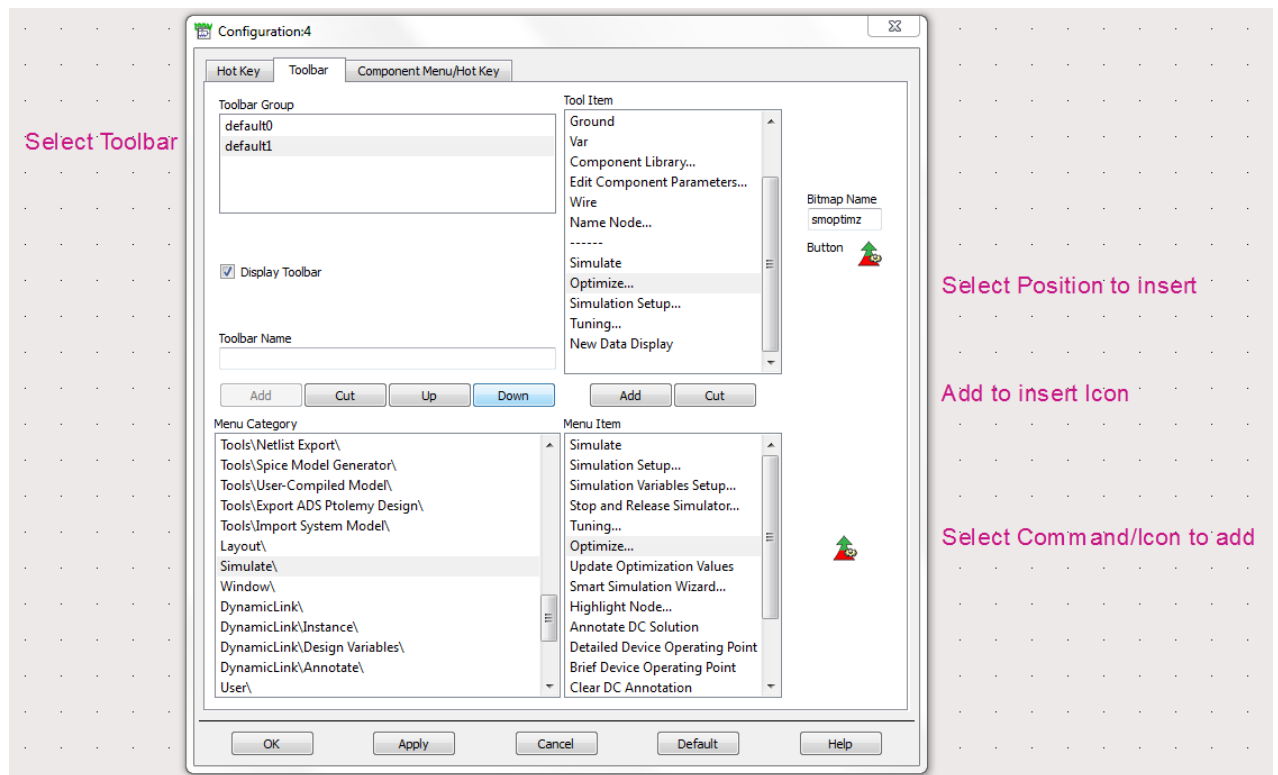 Configuration:4
Hot Key
Toolbar
Component Menu/Hot Key
Toolbar Group
default0
default1
Select Toolbar
Display Toolbar
Toolbar Name
Add
Cut
Up
Down
Tool Item
Ground
Var
Component Library...
Edit Component Parameters...
Wire
Name Node...
------
Simulate
Optimize...
Simulation Setup...
Tuning...
New Data Display
Add
Cut
Bitmap Name
smoptimz
Button
Select Position to insert
Add to insert Icon
Menu Category
Tools\Netlist Export\
Tools\Spice Model Generator\
Tools\User-Compiled Model\
Tools\Export ADS Ptolemy Design\
Tools\Import System Model\
Layout\
Simulate\
Window\
DynamicLink\
DynamicLink\Instance\
DynamicLink\Design Variables\
DynamicLink\Annotate\
User\
Menu Item
Simulate
Simulation Setup...
Simulation Variables Setup...
Stop and Release Simulator...
Tuning...
Optimize...
Update Optimization Values
Smart Simulation Wizard...
Highlight Node...
Annotate DC Solution
Detailed Device Operating Point
Brief Device Operating Point
Clear DC Annotation
Select Command/Icon to add
OK
Apply
Cancel
Default
Help